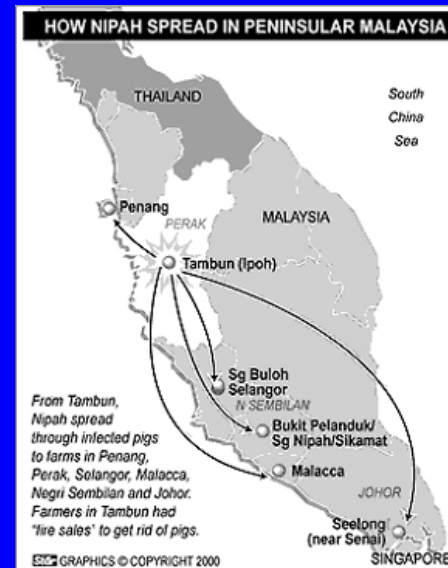 HOW NIPAH SPREAD IN PENINSULAR MALAYSIA
THAILAND
South
China
Sea
Penang
PERAK
MALAYSIA
Tambun (Ipoh)
Sg Buloh
Selangor
N SEMBILAN
Bukit Pelanduk/
Sg Nipah/Sikamat
Malacca
JOHOR
Seelong
(near Senai)
SINGAPORE
From Tambun,
Nipah spread
through infected pigs
to farms in Penang,
Perak, Selangor, Malacca,
Negri Sembilan and Johor.
Farmers in Tambun had
"fire sales" to get rid of pigs.
GRAPHICS © COPYRIGHT 2000